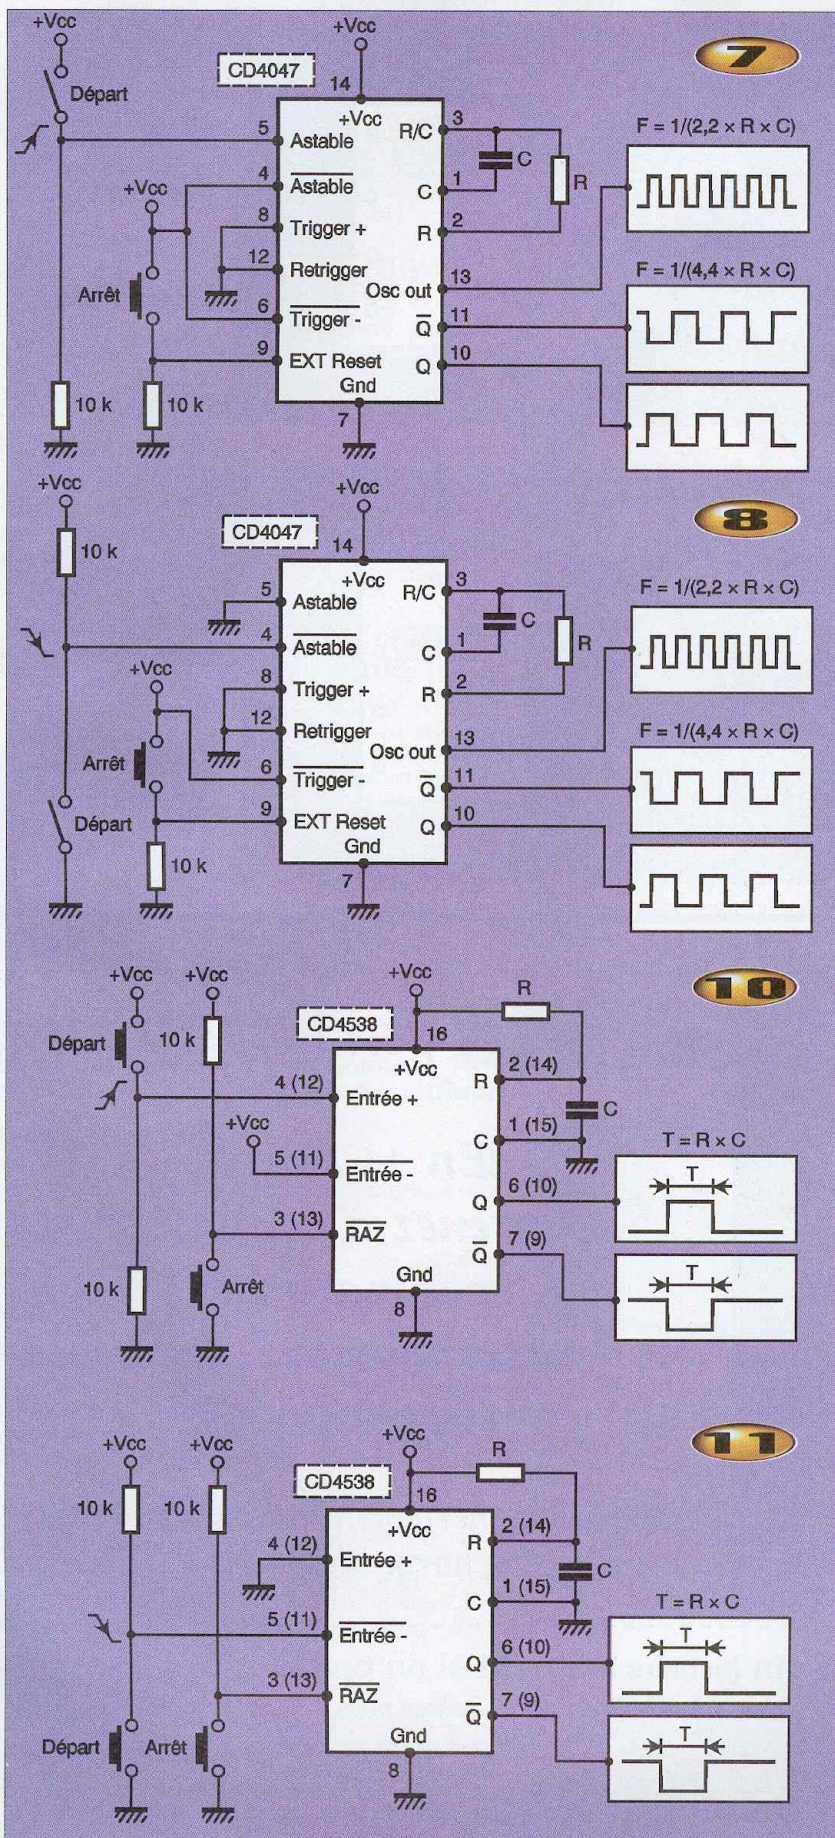 7
+Vcc
Départ
+Vcc
CD4047
14
+Vcc
5
Astable
4
Astable
8
Trigger +
12
Retrigger
6
Trigger -
9
EXT Reset
Gnd
7
R/C
3
C
1
R
2
Osc out
13
Q
11
Q
10
C
R
+Vcc
Arrêt
10 k
10 k
F = 1/(2,2 × R × C)
F = 1/(4,4 × R × C)
8
+Vcc
10 k
+Vcc
CD4047
14
+Vcc
5
Astable
4
Astable
8
Trigger +
12
Retrigger
6
Trigger -
9
EXT Reset
Gnd
7
R/C
3
C
1
R
2
Osc out
13
Q
11
Q
10
C
R
+Vcc
Arrêt
Départ
10 k
F = 1/(2,2 × R × C)
F = 1/(4,4 × R × C)
10
+Vcc
+Vcc
Départ
10 k
+Vcc
R
CD4538
16
+Vcc
4 (12)
Entrée +
+Vcc
5 (11)
Entrée -
3 (13)
RAZ
Gnd
8
R
2 (14)
C
C
1 (15)
Q
6 (10)
Q
7 (9)
10 k
Arrêt
T = R × C
T
T
11
+Vcc
+Vcc
10 k
10 k
+Vcc
R
CD4538
16
+Vcc
4 (12)
Entrée +
5 (11)
Entrée -
3 (13)
RAZ
Gnd
8
R
2 (14)
C
C
1 (15)
Q
6 (10)
Q
7 (9)
Départ
Arrêt
T = R × C
T
T